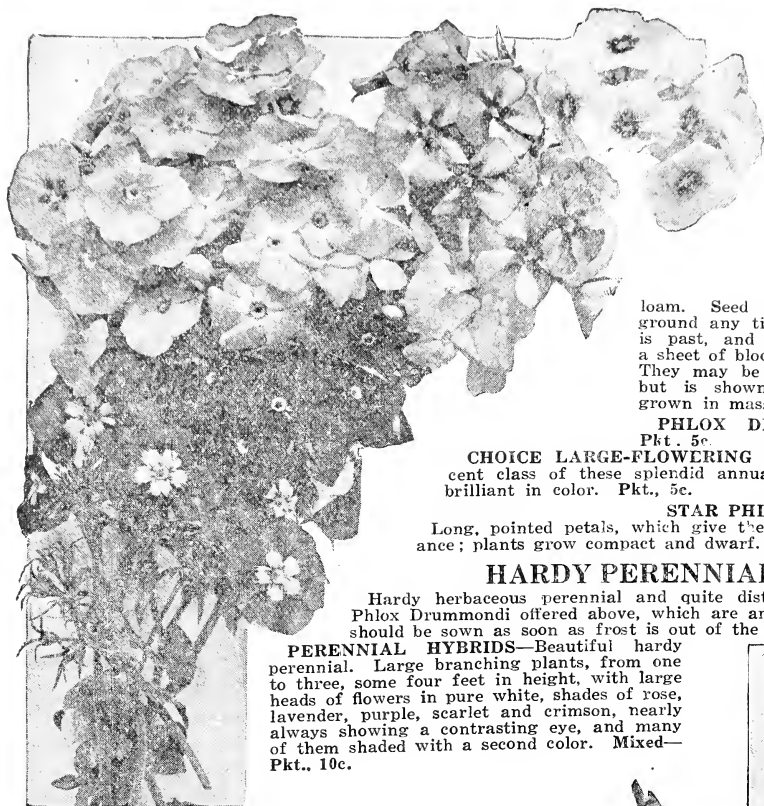 loam. Seed
ground any ti
is past, and
a sheet of bloo
They may be
but is shown
grown in mas
PHLOX D
Pkt. 5c.
CHOICE LARGE-FLOWERING
cent class of these splendid annua
brilliant in color. Pkt., 5c.
STAR PHL
Long, pointed petals, which give the
ance; plants grow compact and dwarf.
HARDY PERENNIAL
Hardy herbaceous perennial and quite dist
Phlox Drummondi offered above, which are an
should be sown as soon as frost is out of the
PERENNIAL HYBRIDS—Beautiful hardy
perennial. Large branching plants, from one
to three, some four feet in height, with large
heads of flowers in pure white, shades of rose,
lavender, purple, scarlet and crimson, nearly
always showing a contrasting eye, and many
of them shaded with a second color. Mixed—
Pkt., 10c.